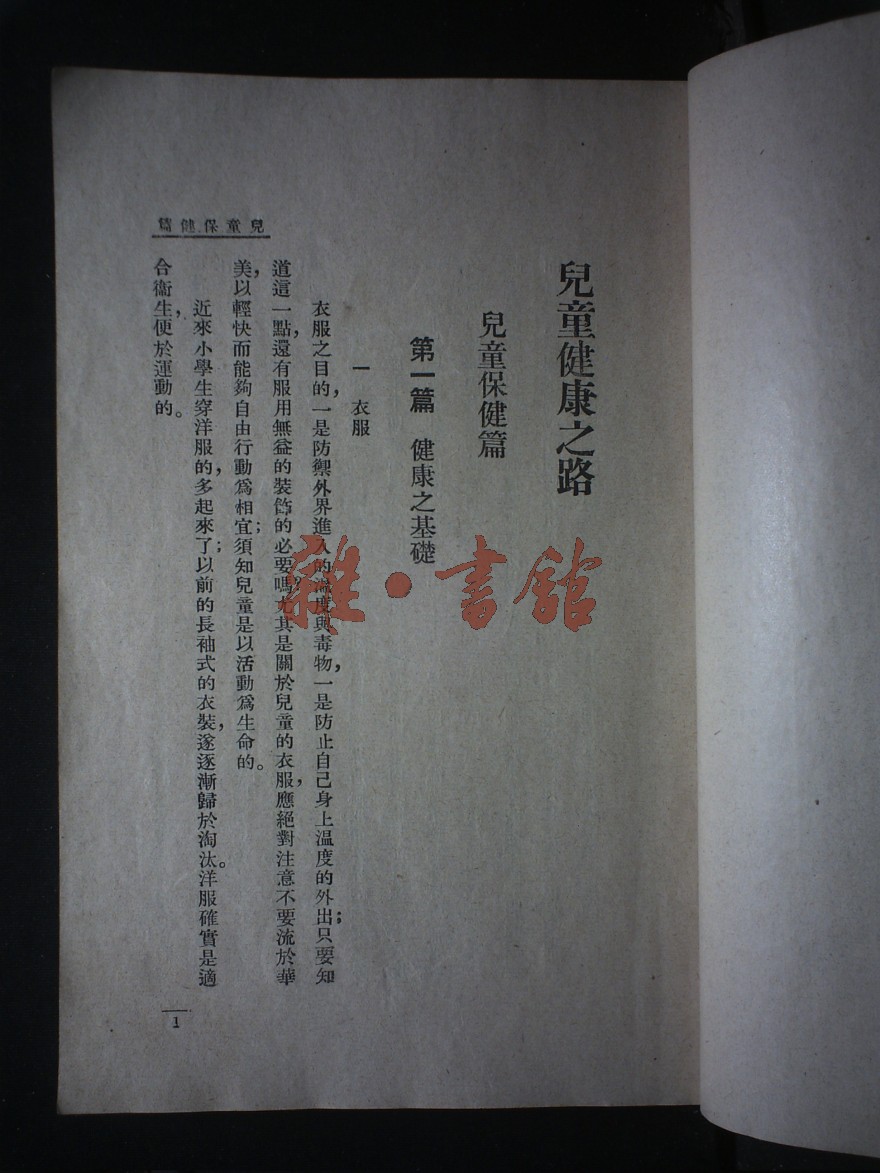 兒童健康之路
兒童保健篇
第一篇 健康之基礎
一 衣服
衣服之目的，一是防禦外界進入的溫度與毒物，一是防止自己身上溫度的外出；只要知
道這一點，還有服用無益的裝飾的必要嗎？尤其是關於兒童的衣服，應絕對注意不要流於華
美，以輕快而能夠自由行動爲相宜；須知兒童是以活動爲生命的。
近來小學生穿洋服的，多起來了；以前的長袖式的衣裝，遂逐漸歸於淘汰。洋服確實是適
合衞生，便於運動的。
兒童保健篇
1
雜·書館